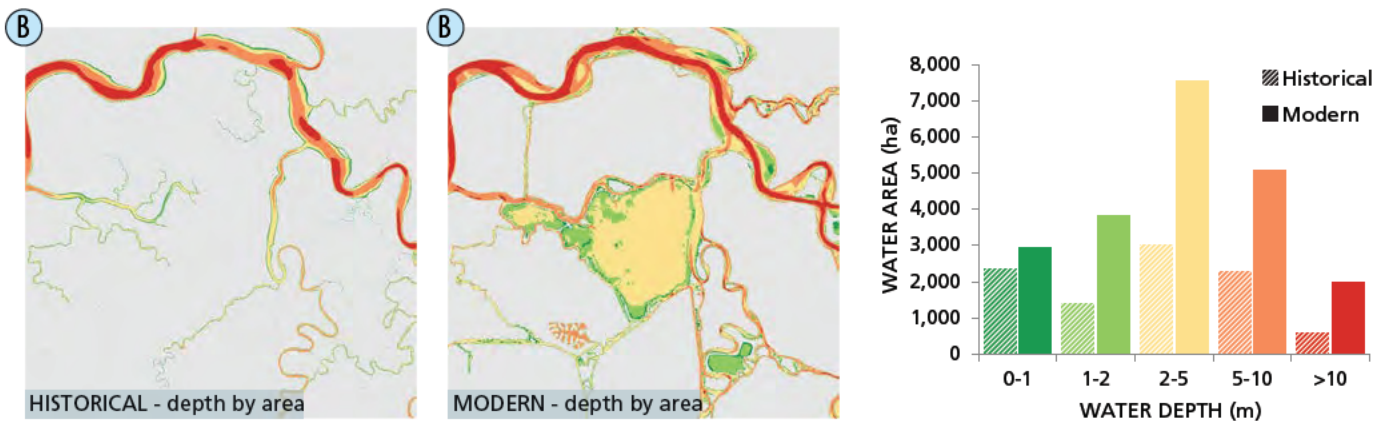 B
HISTORICAL - depth by area
B
MODERN - depth by area
WATER AREA (ha)
8,000
7,000
6,000
5,000
4,000
3,000
2,000
1,000
0
Historical
Modern
0-1 1-2 2-5 5-10 >10
WATER DEPTH (m)